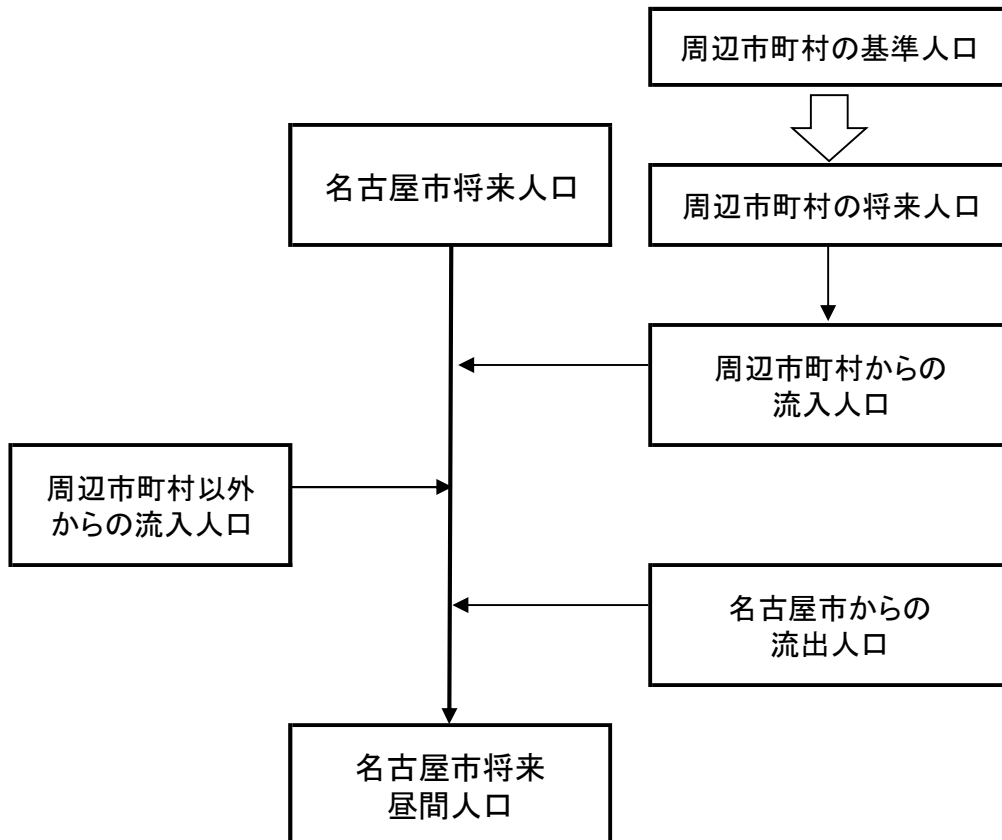 周辺市町村の基準人口
名古屋市将来人口
周辺市町村の将来人口
周辺市町村からの
流入人口
周辺市町村以外
からの流入人口
名古屋市からの
流出人口
名古屋市将来
昼間人口